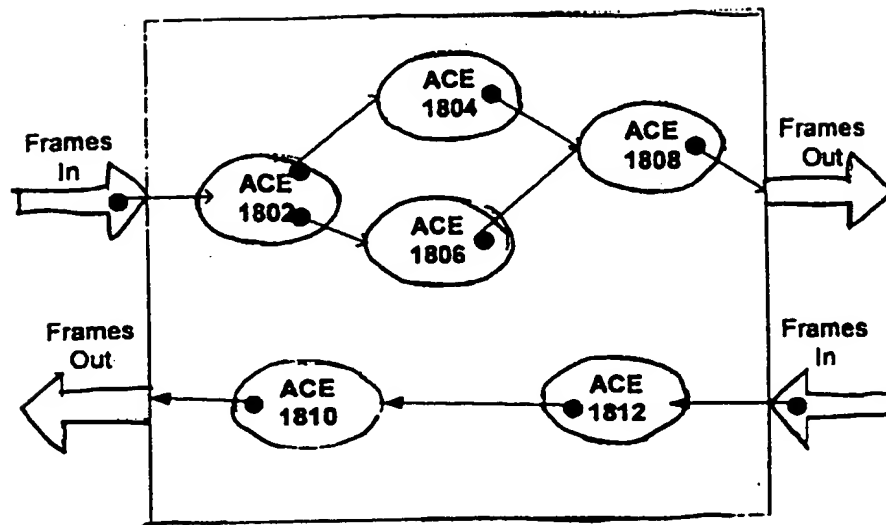 ACE
1804
Frames
In
ACE
1802
ACE
1806
ACE
1808
Frames
Out
Frames
Out
ACE
1810
ACE
1812
Frames
In